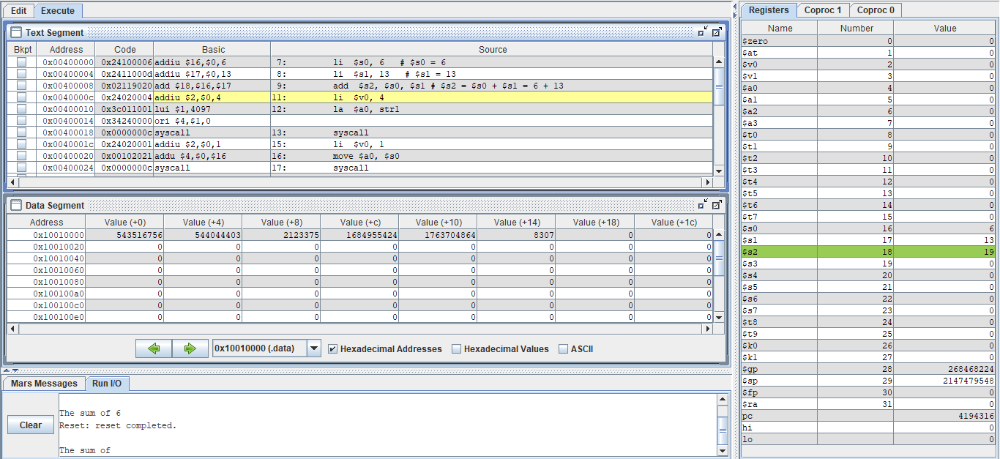 Edit Execute
Text Segment
Bkpt Address Code Basic Source
0x00400000 0x24100006 addiu $16,$0,6 7: li $s0, 6 # $s0 = 6
0x00400004 0x2411000d addiu $17,$0,13 8: li $s1, 13 # $s1 = 13
0x00400008 0x02119020 add $18,$16,$17 9: add $s2, $s0, $s1 # $s2 = $s0 + $s1 = 6 + 13
0x0040000c 0x24020004 addiu $2,$0,4 11: li $v0, 4
0x00400010 0x3c011001 lui $1,4097 12: la $a0, str1
0x00400014 0x34240000 ori $4,$1,0
0x00400018 0x0000000c syscall 13: syscall
0x0040001c 0x24020001 addiu $2,$0,1 15: li $v0, 1
0x00400020 0x00102021 addu $4,$0,$16 16: move $a0, $s0
0x00400024 0x0000000c syscall 17: syscall
Data Segment
Address Value (+0) Value (+4) Value (+8) Value (+c) Value (+10) Value (+14) Value (+18) Value (+1c)
0x10010000 543516756 544044403 2123375 1684955424 1763704864 8307 0 0
0x10010020 0 0 0 0 0 0 0 0
0x10010040 0 0 0 0 0 0 0 0
0x10010060 0 0 0 0 0 0 0 0
0x10010080 0 0 0 0 0 0 0 0
0x100100a0 0 0 0 0 0 0 0 0
0x100100c0 0 0 0 0 0 0 0 0
0x100100e0 0 0 0 0 0 0 0 0
0x10010000 (.data) Hexadecimal Addresses Hexadecimal Values ASCII
Mars Messages Run I/O
Clear
The sum of 6
Reset: reset completed.
The sum of
Registers Coproc 1 Coproc 0
Name Number Value
$zero 0 0
$at 1 0
$v0 2 0
$v1 3 0
$a0 4 0
$a1 5 0
$a2 6 0
$a3 7 0
$t0 8 0
$t1 9 0
$t2 10 0
$t3 11 0
$t4 12 0
$t5 13 0
$t6 14 0
$t7 15 0
$s0 16 6
$s1 17 13
$s2 18 19
$s3 19 0
$s4 20 0
$s5 21 0
$s6 22 0
$s7 23 0
$t8 24 0
$t9 25 0
$k0 26 0
$k1 27 0
$gp 28 268468224
$sp 29 2147479548
$fp 30 0
$ra 31 0
pc 4194316
hi 0
lo 0